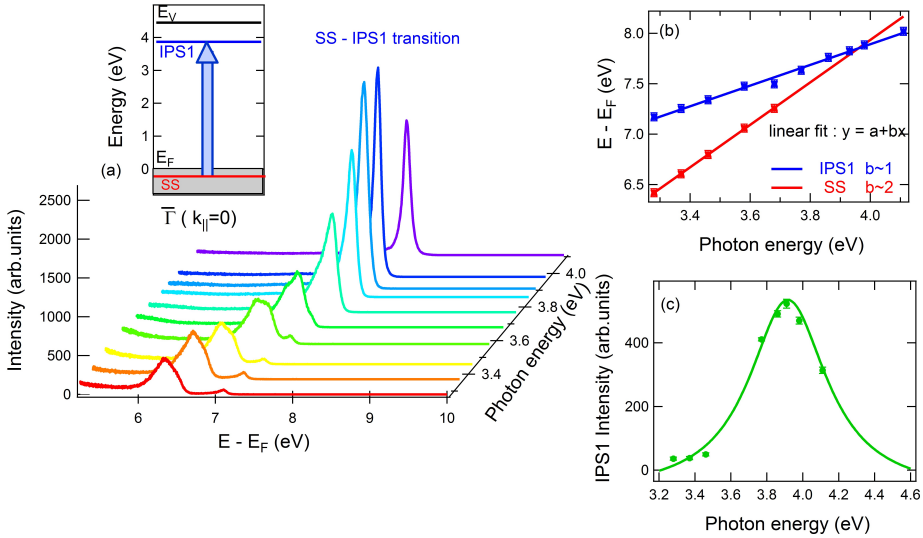 E_V
IPS1
Energy (eV)
4
3
2
1
0
E_F
SS
(a)
Γ̅ ( k_||=0)
SS - IPS1 transition
Intensity (arb.units)
2500
2000
1500
1000
500
0
6
7
8
9
10
E - E_F (eV)
3.4
3.6
3.8
4.0
Photon energy (eV)
(b)
E - E_F (eV)
8.0
7.5
7.0
6.5
linear fit : y = a+bx
IPS1 b~1
SS b~2
3.4
3.6
3.8
4.0
Photon energy (eV)
(c)
IPS1 Intensity (arb.units)
400
200
0
3.2
3.4
3.6
3.8
4.0
4.2
4.4
4.6
Photon energy (eV)